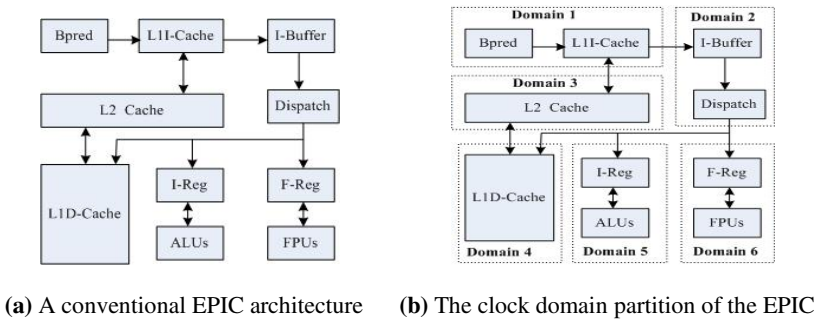 Bpred
L1I-Cache
I-Buffer
L2 Cache
Dispatch
L1D-Cache
I-Reg
F-Reg
ALUs
FPUs
(a) A conventional EPIC architecture
Domain 1
Domain 2
Bpred
L1I-Cache
I-Buffer
Domain 3
L2 Cache
Dispatch
L1D-Cache
I-Reg
F-Reg
ALUs
FPUs
Domain 4
Domain 5
Domain 6
(b) The clock domain partition of the EPIC